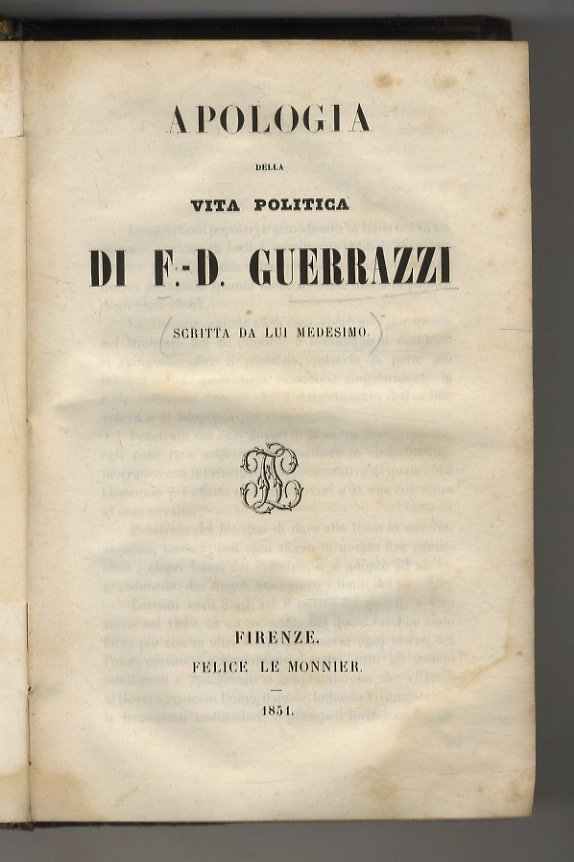 APOLOGIA
DELLA
VITA POLITICA
DI F.-D. GUERRAZZI
SCRITTA DA LUI MEDESIMO.
FIRENZE.
FELICE LE MONNIER.
1851.